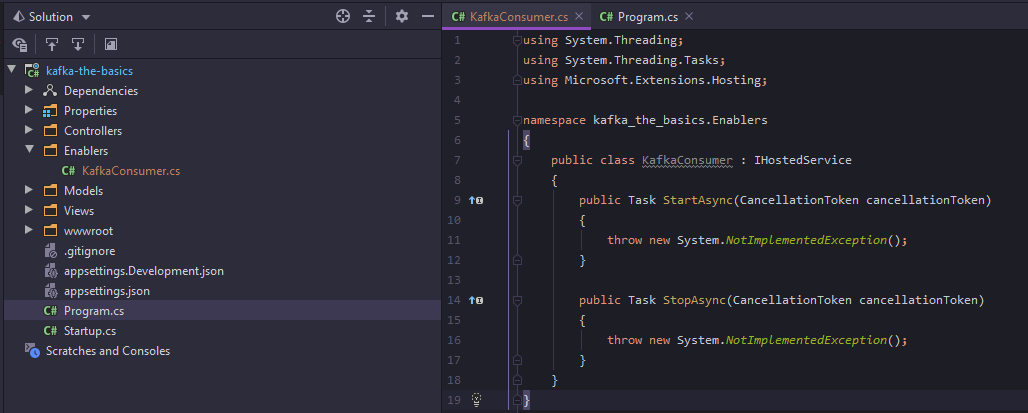 Solution
kafka-the-basics
Dependencies
Properties
Controllers
Enablers
C# KafkaConsumer.cs
Models
Views
wwwroot
.gitignore
appsettings.Development.json
appsettings.json
C# Program.cs
C# Startup.cs
Scratches and Consoles
C# KafkaConsumer.cs C# Program.cs
1 using System.Threading;
2 using System.Threading.Tasks;
3 using Microsoft.Extensions.Hosting;
4
5 namespace kafka_the_basics.Enablers
6 {
7 public class KafkaConsumer : IHostedService
8 {
9 public Task StartAsync(CancellationToken cancellationToken)
10 {
11 throw new System.NotImplementedException();
12 }
13
14 public Task StopAsync(CancellationToken cancellationToken)
15 {
16 throw new System.NotImplementedException();
17 }
18 }
19 }